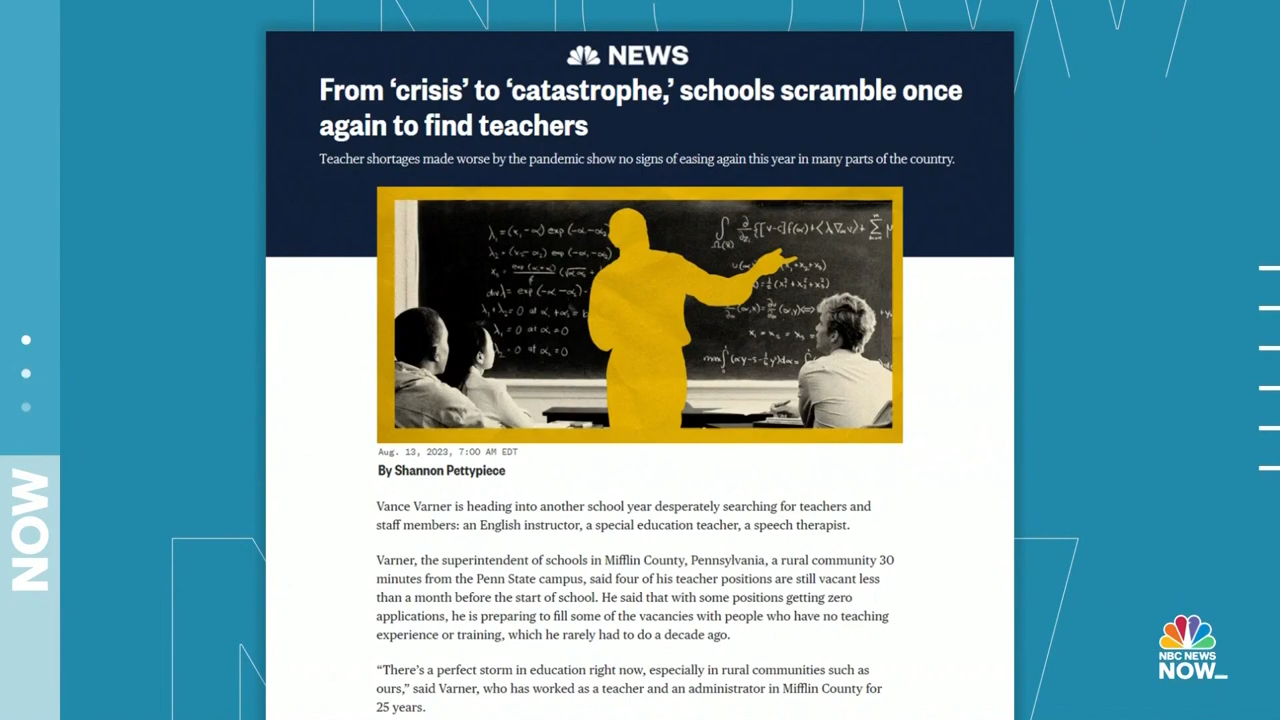 NEWS
From ‘crisis’ to ‘catastrophe,’ schools scramble once
again to find teachers
Teacher shortages made worse by the pandemic show no signs of easing again this year in many parts of the country.
Aug. 13, 2023, 7:00 AM EDT
By Shannon Pettypiece
Vance Varner is heading into another school year desperately searching for teachers and
staff members: an English instructor, a special education teacher, a speech therapist.
Varner, the superintendent of schools in Mifflin County, Pennsylvania, a rural community 30
minutes from the Penn State campus, said four of his teacher positions are still vacant less
than a month before the start of school. He said that with some positions getting zero
applications, he is preparing to fill some of the vacancies with people who have no teaching
experience or training, which he rarely had to do a decade ago.
“There’s a perfect storm in education right now, especially in rural communities such as
ours,” said Varner, who has worked as a teacher and an administrator in Mifflin County for
25 years.
NOW
NBC NEWS
NOW